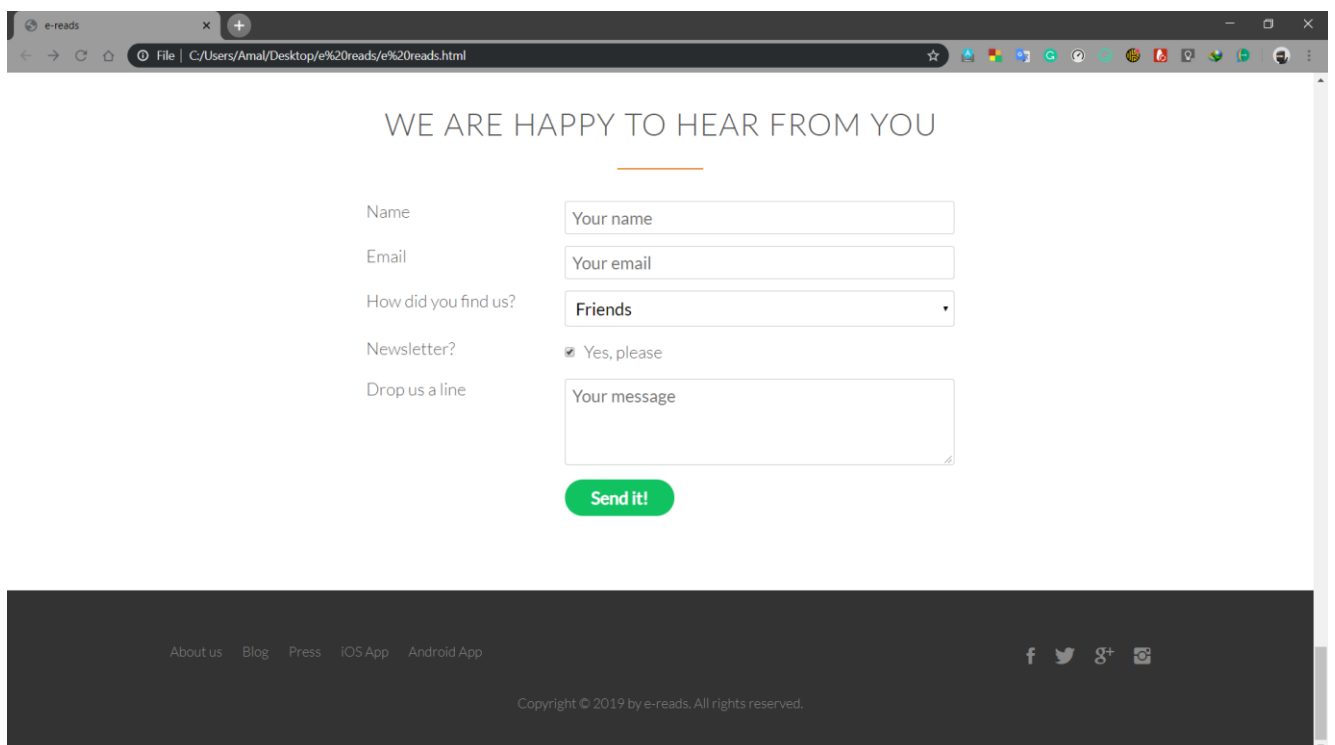 e-reads
File | C:/Users/Amal/Desktop/e%20reads/e%20reads.html
WE ARE HAPPY TO HEAR FROM YOU
Name
Your name
Email
Your email
How did you find us?
Friends
Newsletter?
Yes, please
Drop us a line
Your message
Send it!
About us Blog Press iOS App Android App
Copyright © 2019 by e-reads. All rights reserved.